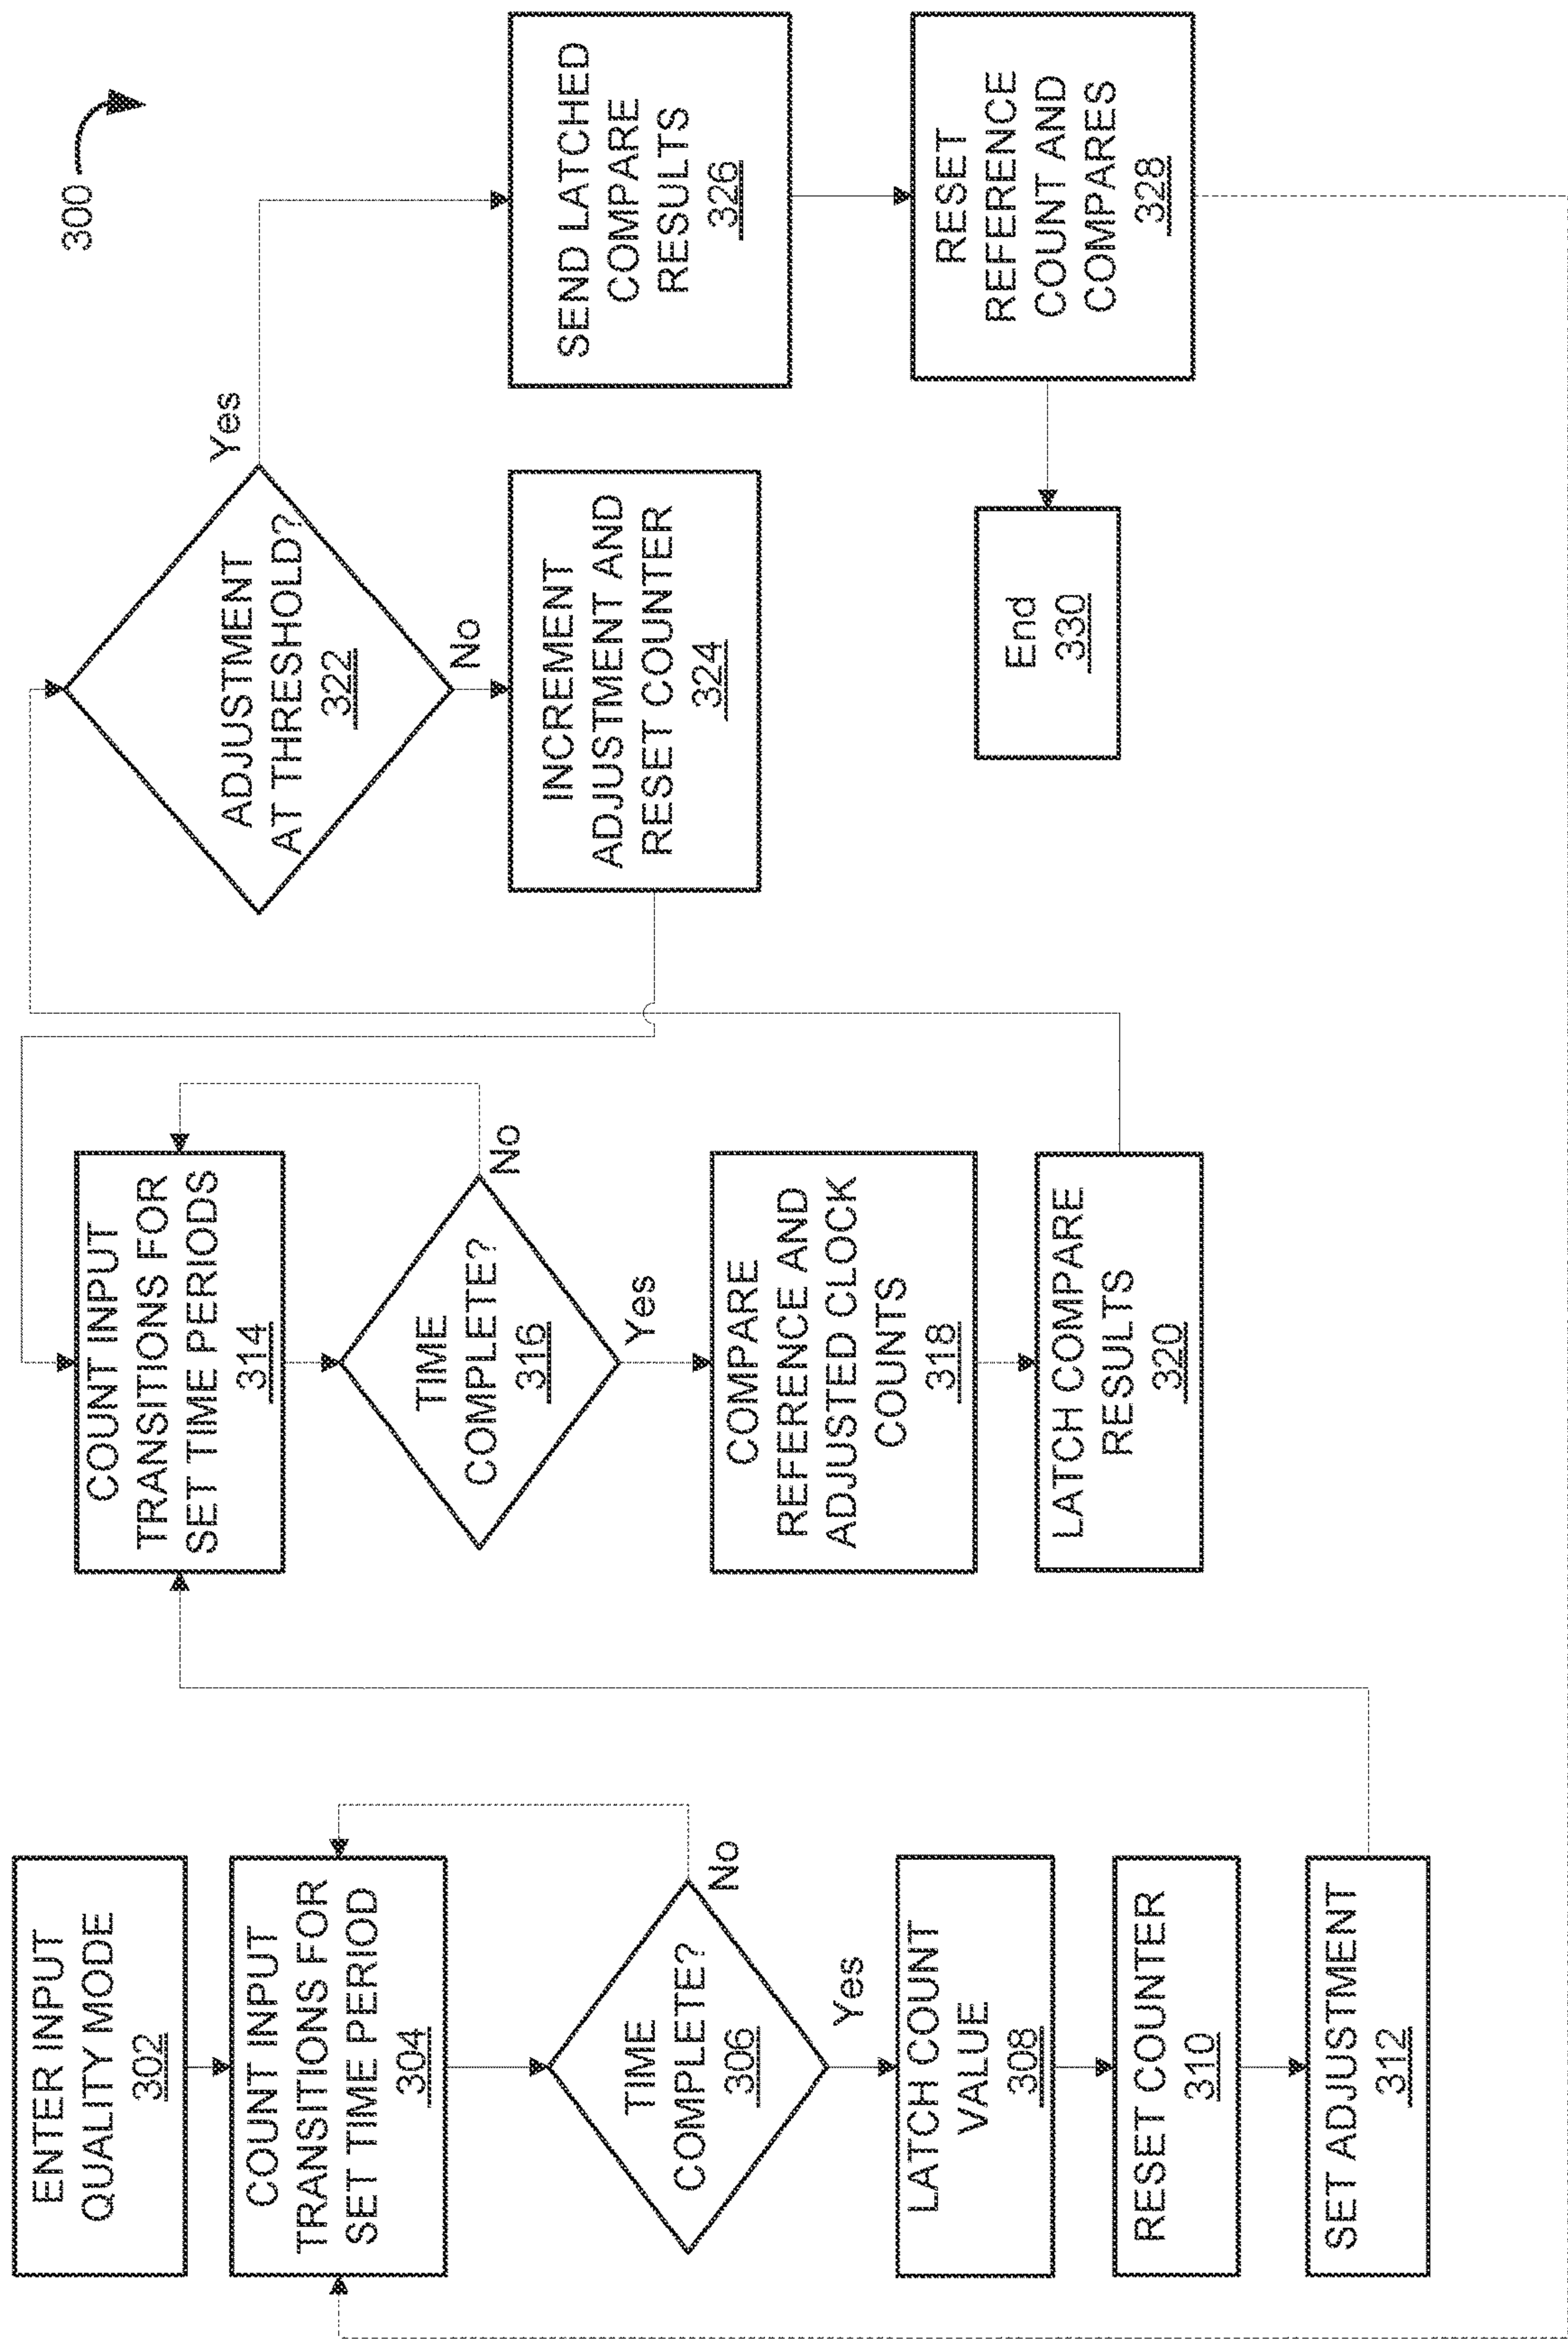 300
ENTER INPUT
QUALITY MODE
302
COUNT INPUT
TRANSITIONS FOR
SET TIME PERIOD
304
TIME
COMPLETE?
306
No
Yes
LATCH COUNT
VALUE
308
RESET COUNTER
310
SET ADJUSTMENT
312
COUNT INPUT
TRANSITIONS FOR
SET TIME PERIODS
314
TIME
COMPLETE?
316
No
Yes
COMPARE
REFERENCE AND
ADJUSTED CLOCK
COUNTS
318
LATCH COMPARE
RESULTS
320
ADJUSTMENT
AT THRESHOLD?
322
Yes
No
INCREMENT
ADJUSTMENT AND
RESET COUNTER
324
SEND LATCHED
COMPARE
RESULTS
326
RESET
REFERENCE
COUNT AND
COMPARES
328
End
330